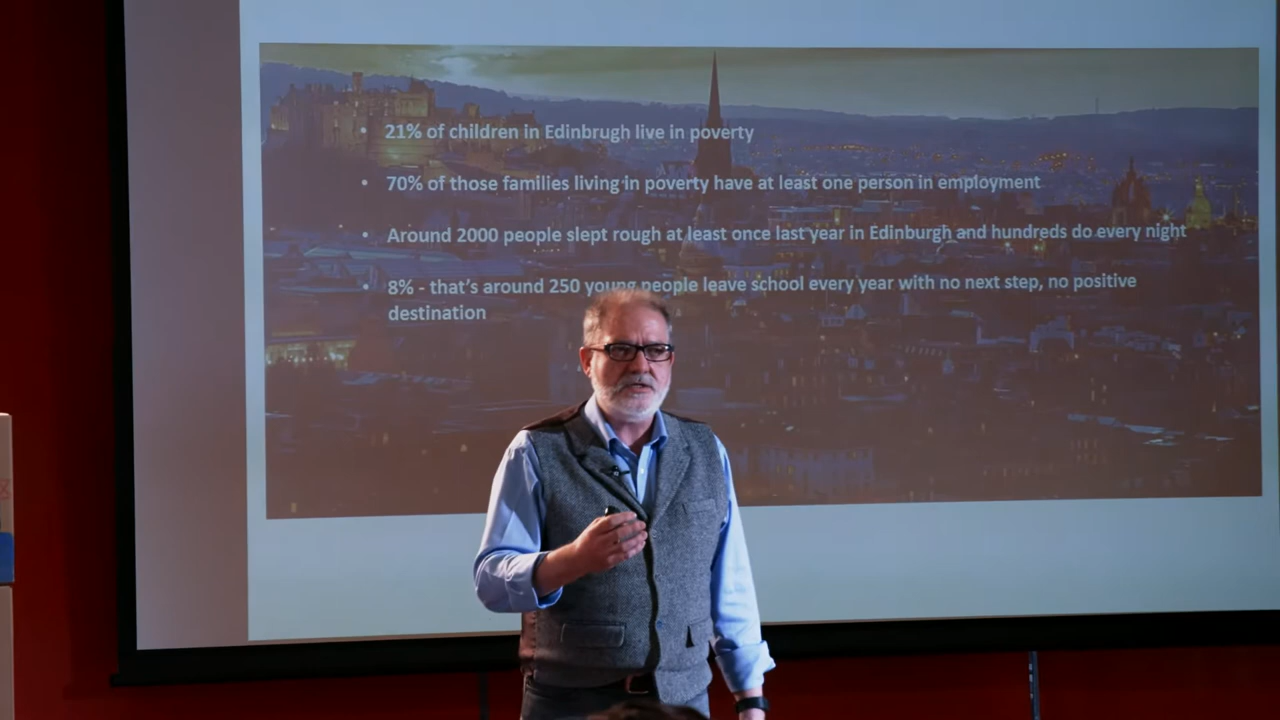 • 21% of children in Edinbrugh live in poverty
• 70% of those families living in poverty have at least one person in employment
• Around 2000 people slept rough at least once last year in Edinburgh and hundreds do every night
• 8% - that's around 250 young people leave school every year with no next step, no positive
destination